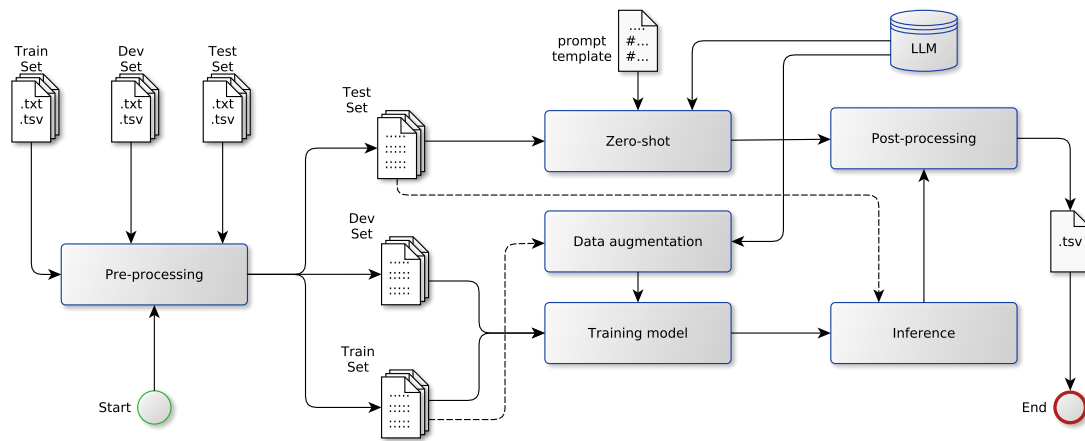 Train
Set
.txt
.tsv
Dev
Set
.txt
.tsv
Test
Set
.txt
.tsv
prompt
template
....
#...
#...
LLM
Test
Set
.....
.....
.....
Zero-shot
Post-processing
Dev
Set
.....
.....
.....
Data augmentation
.tsv
Pre-processing
Training model
Inference
Train
Set
.....
.....
.....
Start
End